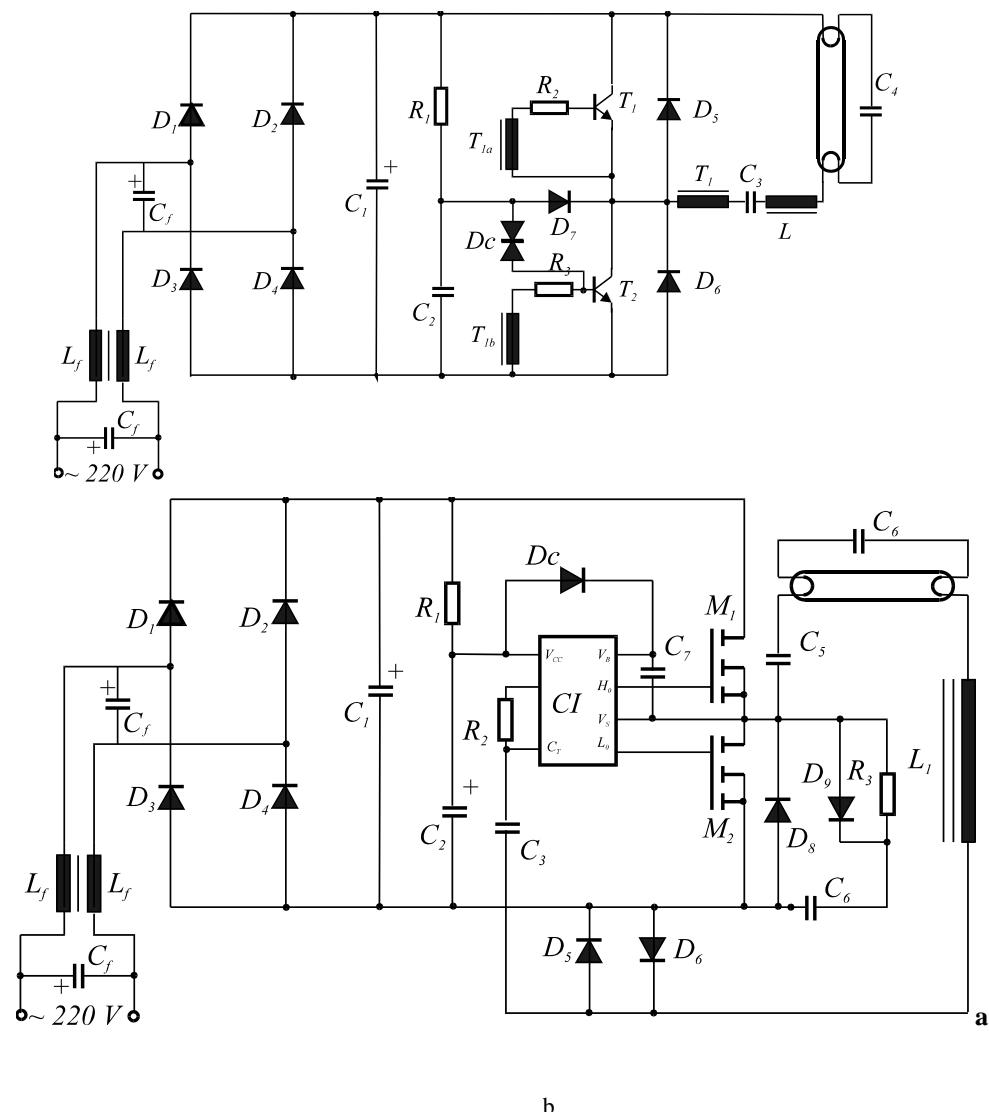 C4
D1
D2
R1
R2
T1
D5
T1a
T1
C3
L
C1
+
Cf
+
D7
Dc
D3
D4
C2
R3
T2
D6
T1b
Lf
Lf
Cf
+
~ 220 V
C6
Dc
D1
D2
R1
M1
VCC
VB
C7
C5
H0
CI
VS
R2
CT
L0
C1
+
Cf
+
L1
D9
R3
D3
D4
C2
+
M2
C3
D8
Lf
Lf
C6
D5
D6
Cf
+
~ 220 V
a
b